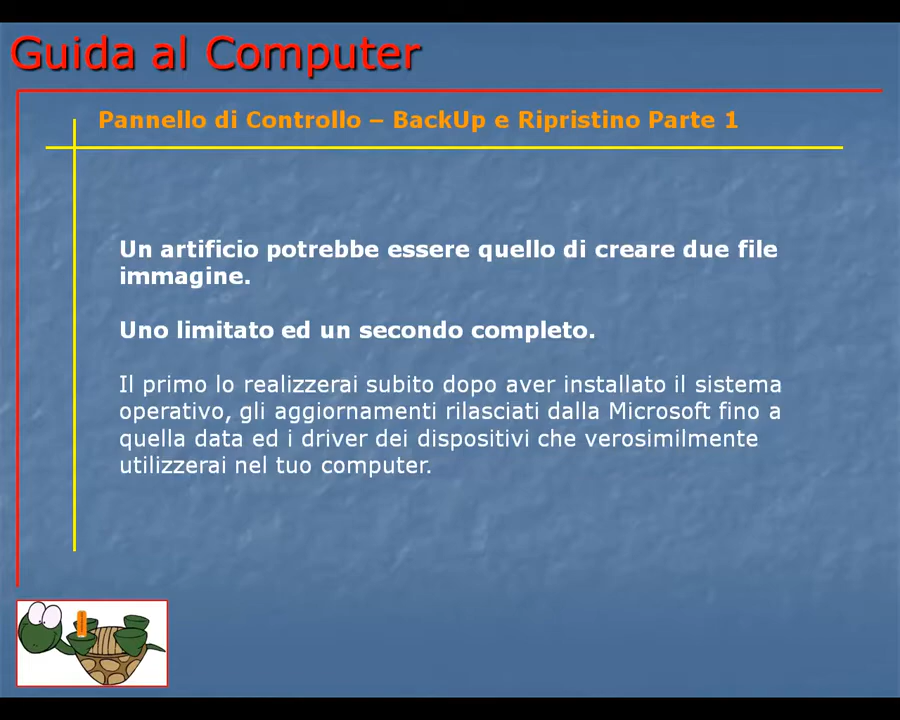 Guida al Computer
Pannello di Controllo – BackUp e Ripristino Parte 1
Un artificio potrebbe essere quello di creare due file
immagine.
Uno limitato ed un secondo completo.
Il primo lo realizzerai subito dopo aver installato il sistema
operativo, gli aggiornamenti rilasciati dalla Microsoft fino a
quella data ed i driver dei dispositivi che verosimilmente
utilizzerai nel tuo computer.